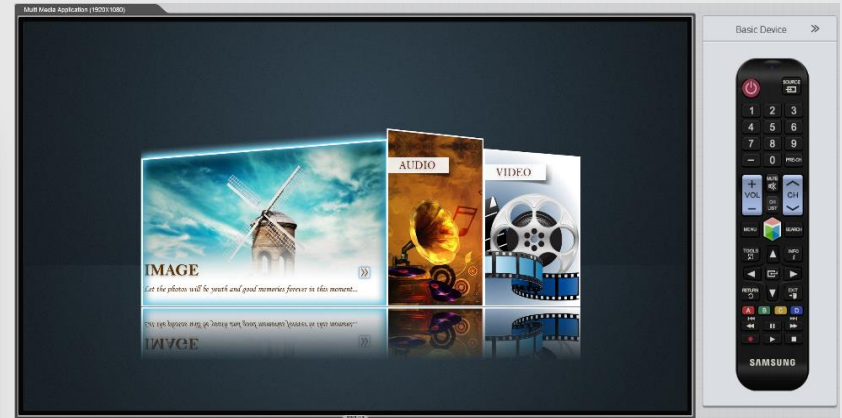 Multi Media Application (1920X1080)
AUDIO
VIDEO
IMAGE
Let the photos will be youth and good memories forever in this moment...
Basic Device
SOURCE
1 2 3
4 5 6
7 8 9
0 PRE-CH
MUTE
VOL CH
CH LIST
MENU SEARCH
TOOLS INFO
RETURN EXIT
A B C D
SAMSUNG